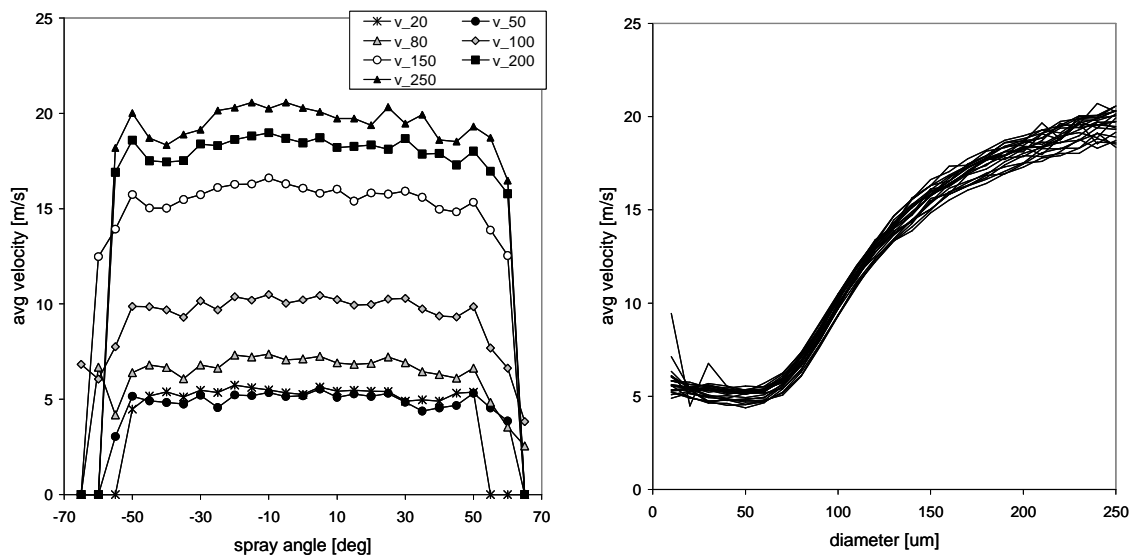 25
20
15
10
5
0
avg velocity [m/s]
v_20 v_50
v_80 v_100
v_150 v_200
v_250
-70 -50 -30 -10 10 30 50 70
spray angle [deg]
25
20
15
10
5
0
avg velocity [m/s]
0 50 100 150 200 250
diameter [um]